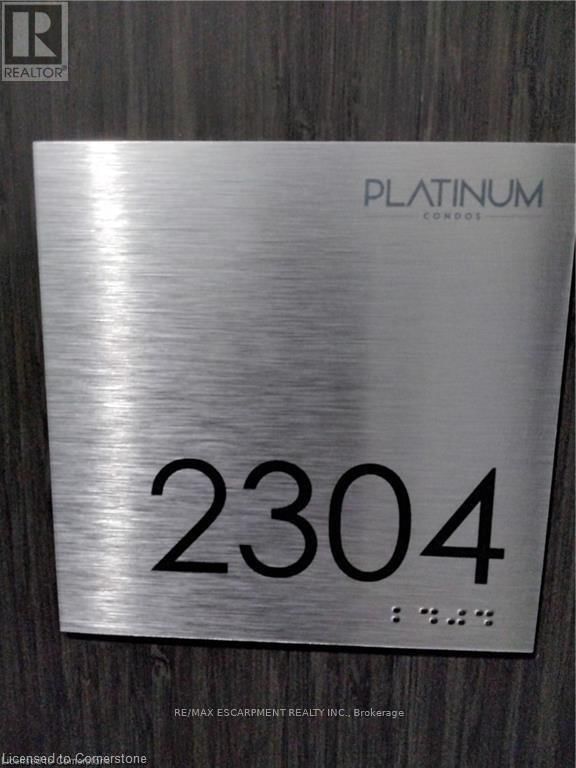 R
REALTOR®
PLATINUM
CONDOS
2304
RE/MAX ESCARPMENT REALTY INC., Brokerage
Licensed to Cornerstone